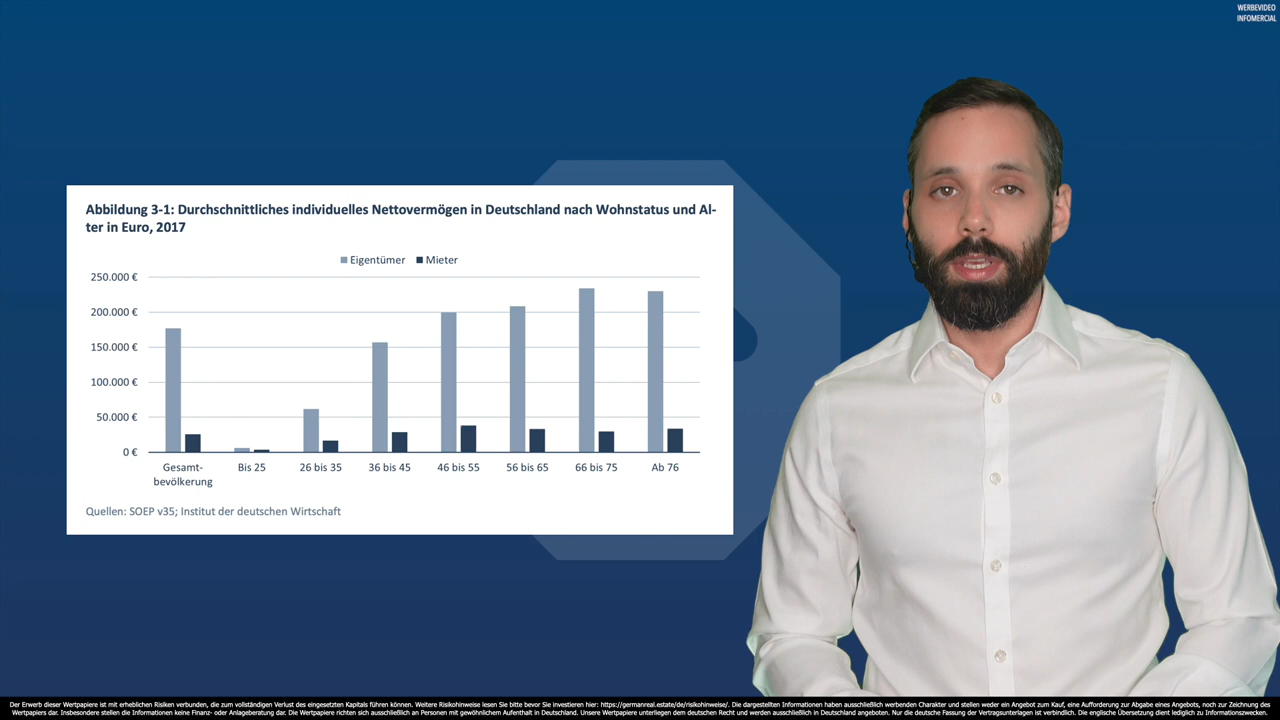 WERBEVIDEO
INFOMERCIAL
Abbildung 3-1: Durchschnittliches individuelles Nettovermögen in Deutschland nach Wohnstatus und Al-
ter in Euro, 2017
Eigentümer Mieter
250.000 €
200.000 €
150.000 €
100.000 €
50.000 €
0 €
Gesamt- Bis 25 26 bis 35 36 bis 45 46 bis 55 56 bis 65 66 bis 75 Ab 76
bevölkerung
Quellen: SOEP v35; Institut der deutschen Wirtschaft
Der Erwerb dieser Wertpapiere ist mit erheblichen Risiken verbunden, die zum vollständigen Verlust des eingesetzten Kapitals führen können. Weitere Risikohinweise lesen Sie bitte bevor Sie investieren hier: https://germanreal.estate/de/risikohinweise/. Die dargestellten Informationen haben ausschließlich werbenden Charakter und stellen weder ein Angebot zum Kauf, eine Aufforderung zur Abgabe eines Angebots, noch zur Zeichnung des
Wertpapiers dar. Insbesondere stellen die Informationen keine Finanz- oder Anlageberatung dar. Die Wertpapiere richten sich ausschließlich an Personen mit gewöhnlichem Aufenthalt in Deutschland. Unsere Wertpapiere unterliegen dem deutschen Recht und werden ausschließlich in Deutschland angeboten. Nur die deutsche Fassung der Vertragsunterlagen ist verbindlich. Die englische Übersetzung dient lediglich zu Informationszwecken.